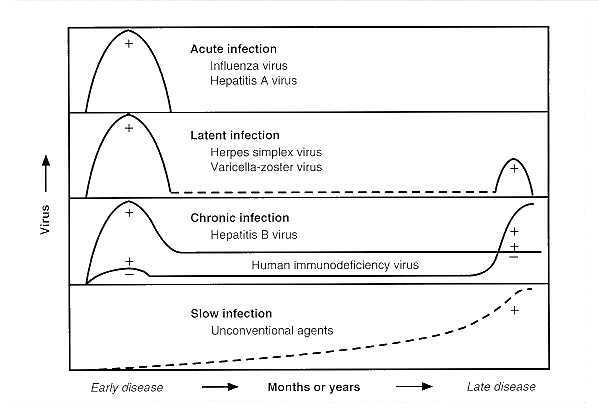 Acute infection
Influenza virus
Hepatitis A virus
+
Latent infection
Herpes simplex virus
Varicella-zoster virus
+
+
Virus
Chronic infection
Hepatitis B virus
+
+
+
−
Human immunodeficiency virus
+
−
Slow infection
Unconventional agents
+
Early disease
Months or years
Late disease